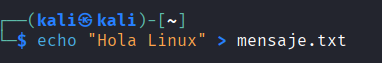 ┌──(kali㉿kali)-[~]
└─$ echo "Hola Linux" > mensaje.txt